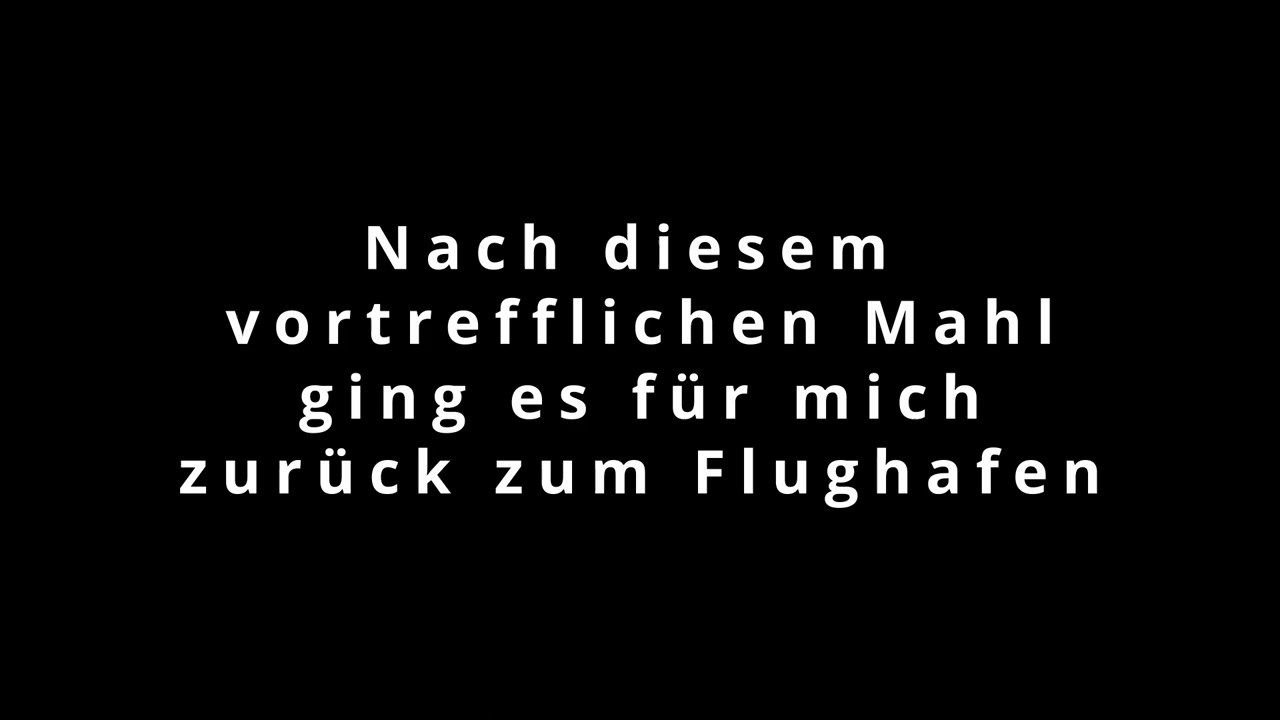 Nach diesem
vortrefflichen Mahl
ging es für mich
zurück zum Flughafen